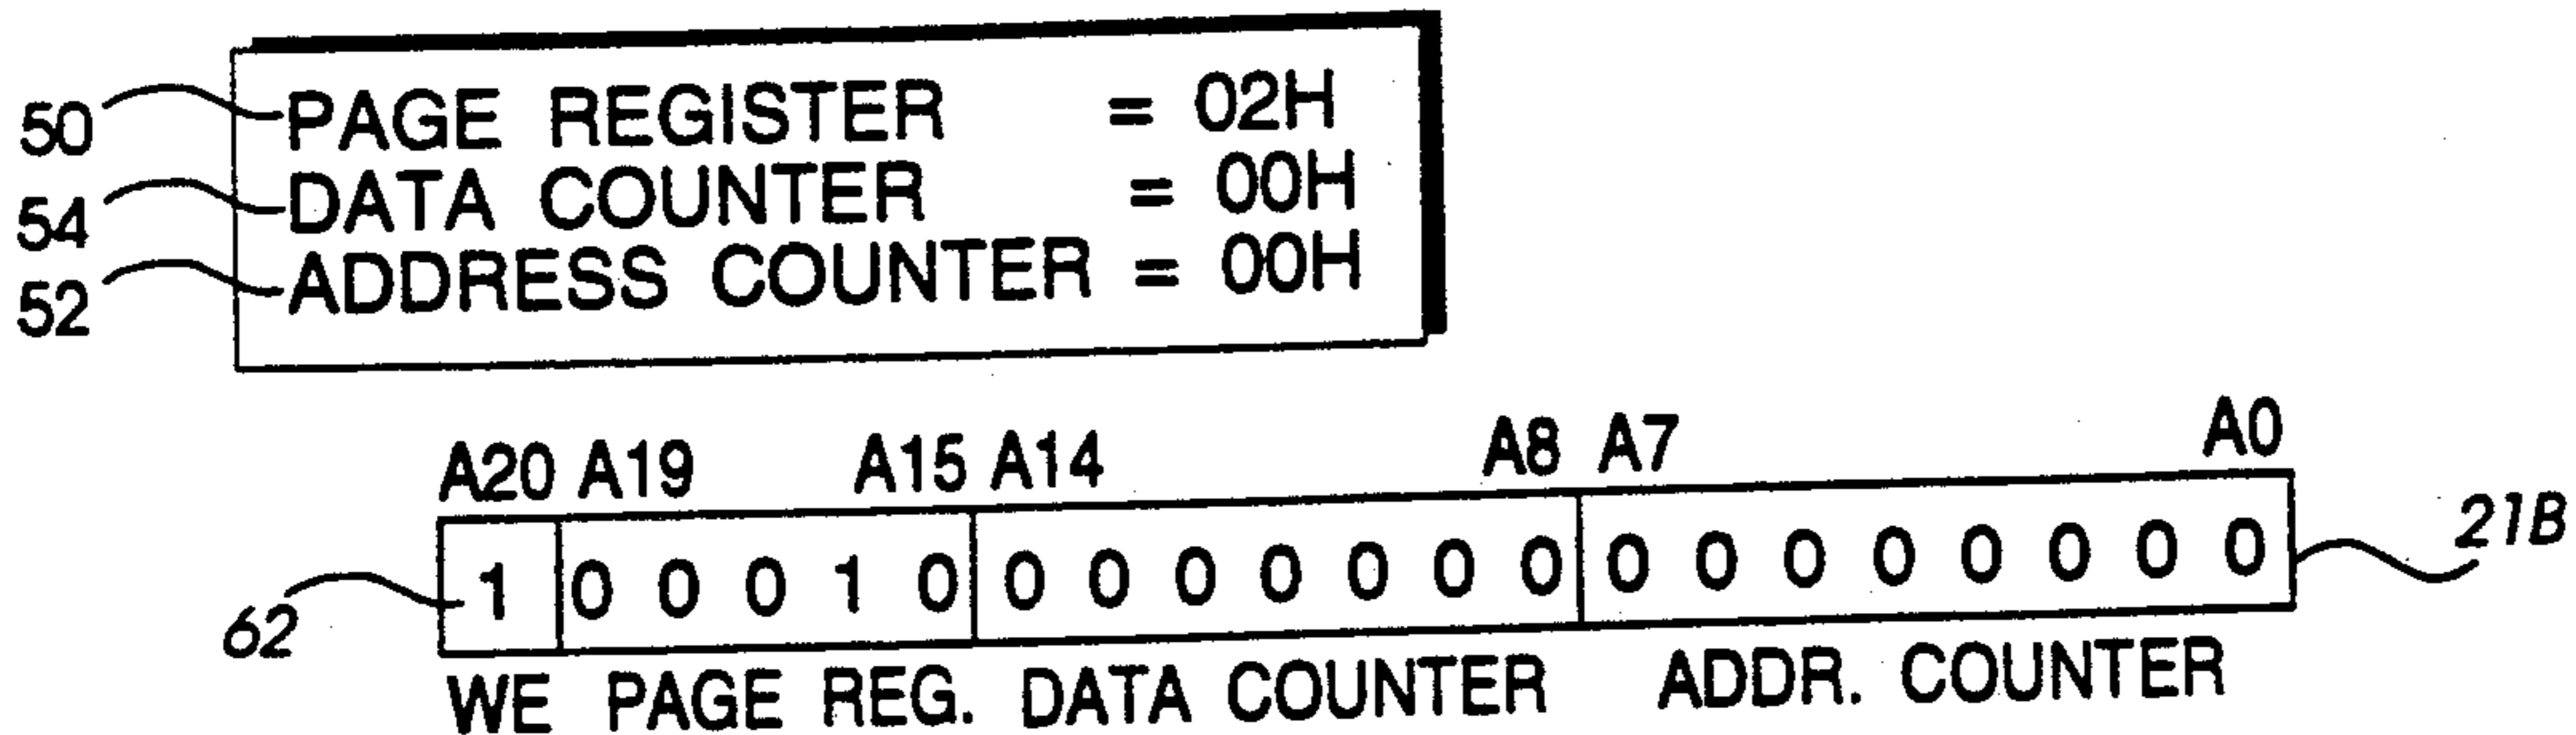 50 PAGE REGISTER = 02H
54 DATA COUNTER = 00H
52 ADDRESS COUNTER = 00H
A20 A19 A15 A14 A8 A7 A0
1 0 0 0 1 0 0 0 0 0 0 0 0 0 0 0 0 0 0 0 0 21B
62
WE PAGE REG. DATA COUNTER ADDR. COUNTER